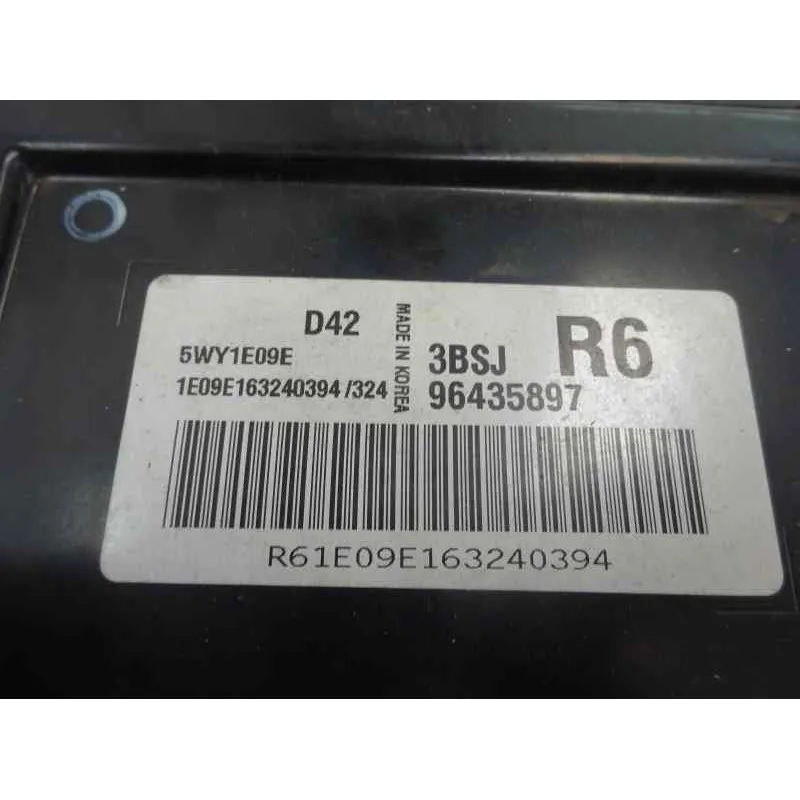 D42
5WY1E09E
1E09E163240394 /324
MADE IN KOREA
3BSJ
R6
96435897
R61E09E163240394